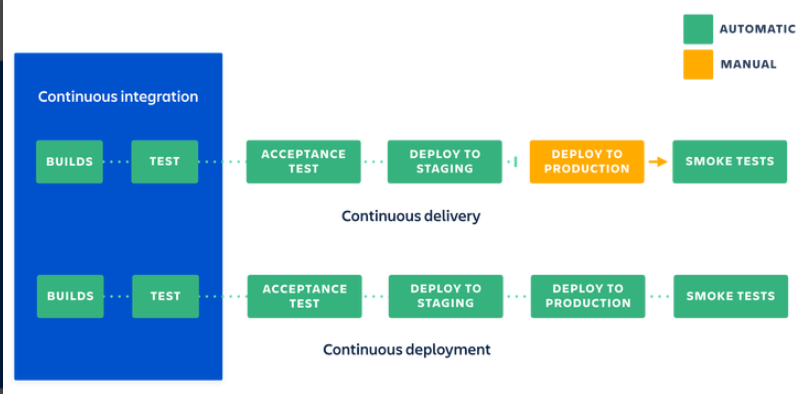 AUTOMATIC
MANUAL
Continuous integration
BUILDS
TEST
ACCEPTANCE
TEST
DEPLOY TO
STAGING
DEPLOY TO
PRODUCTION
SMOKE TESTS
Continuous delivery
BUILDS
TEST
ACCEPTANCE
TEST
DEPLOY TO
STAGING
DEPLOY TO
PRODUCTION
SMOKE TESTS
Continuous deployment